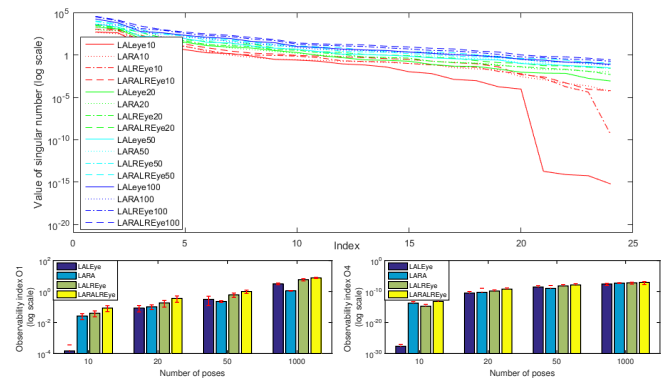 10^5
10^0
10^-5
10^-10
10^-15
10^-20
Value of singular number (log scale)
LALeye10
LARA10
LALREye10
LARALREye10
LALeye20
LARA20
LALREye20
LARALREye20
LALeye50
LARA50
LALREye50
LARALREye50
LALeye100
LARA100
LALREye100
LARALREye100
0 5 10 15 20 25
Index
Observability index O1
(log scale)
10^2
10^0
10^-2
10^-4
LALEye
LARA
LALREye
LARALREye
10 20 50 1000
Number of poses
Observability index O4
(log scale)
10^10
10^-10
10^-30
LALEye
LARA
LALREye
LARALREye
10 20 50 1000
Number of poses